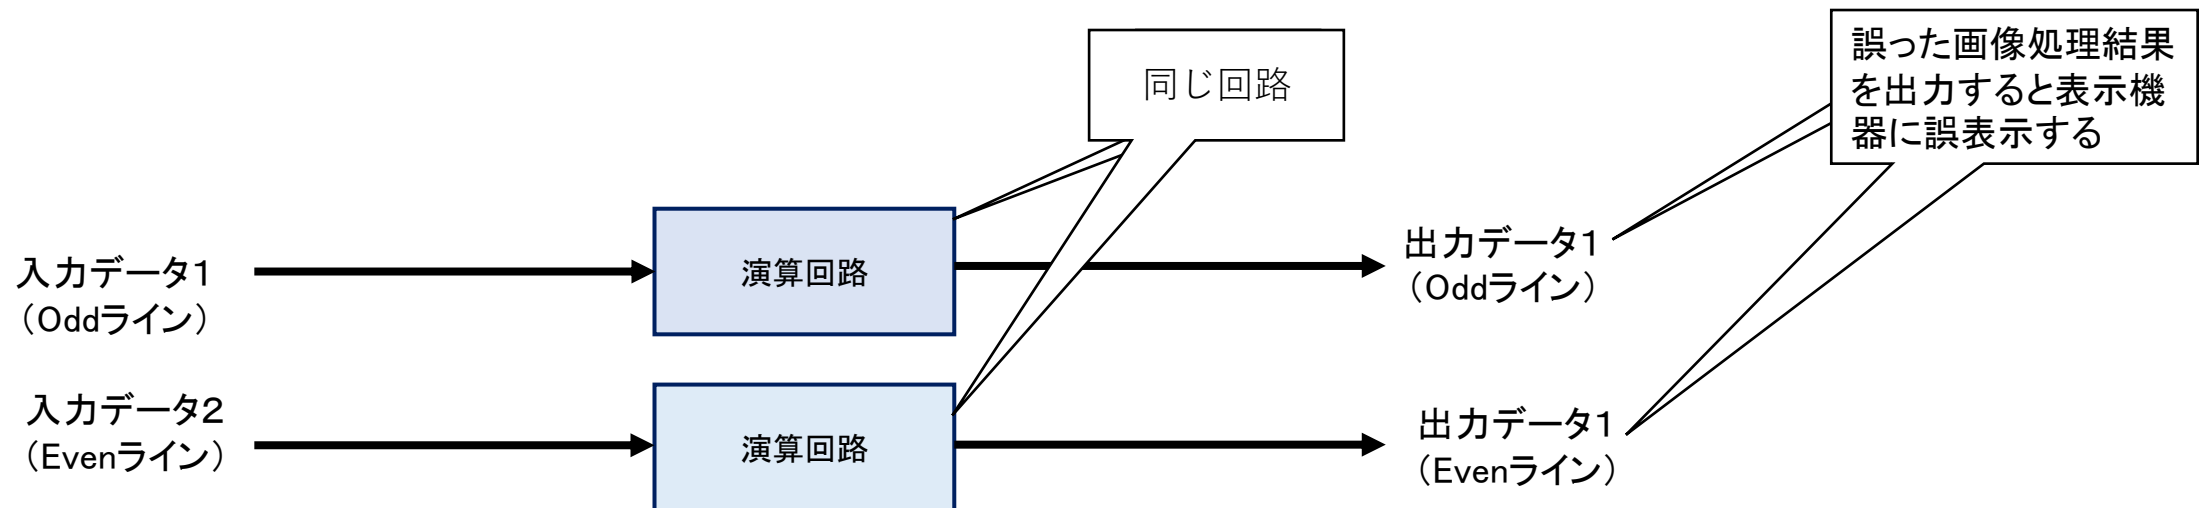 同じ回路
誤った画像処理結果
を出力すると表示機
器に誤表示する
入力データ1
（Oddライン）
演算回路
出力データ1
（Oddライン）
入力データ2
（Evenライン）
演算回路
出力データ1
（Evenライン）